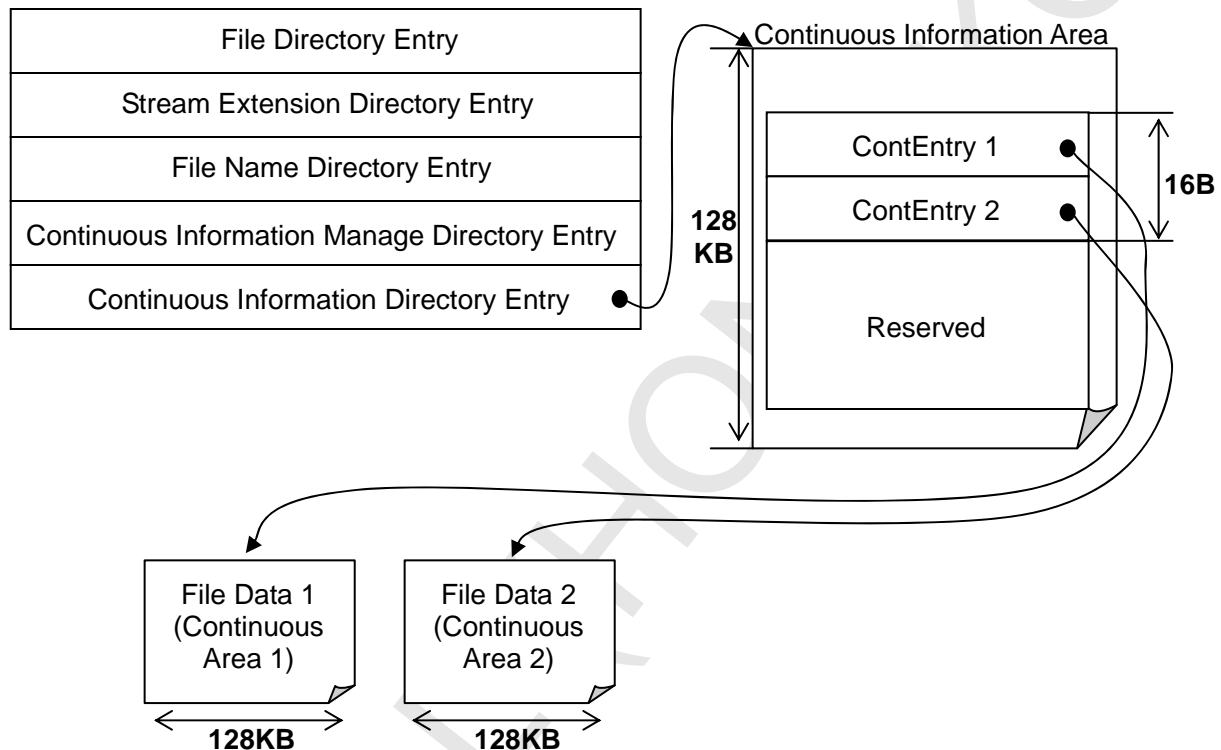 File Directory Entry
Stream Extension Directory Entry
File Name Directory Entry
Continuous Information Manage Directory Entry
Continuous Information Directory Entry
Continuous Information Area
ContEntry 1
ContEntry 2
Reserved
128
KB
16B
File Data 1
(Continuous
Area 1)
128KB
File Data 2
(Continuous
Area 2)
128KB